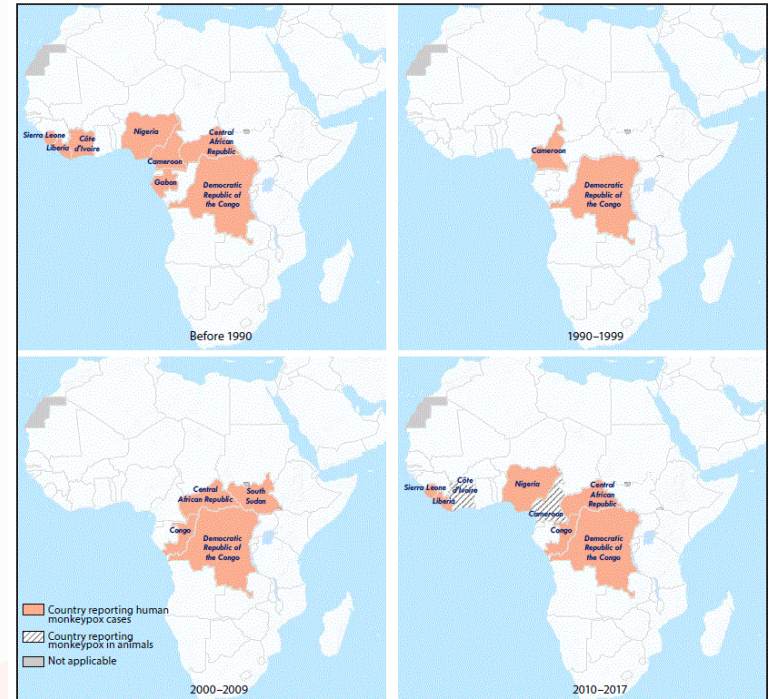 Sierra Leone
Liberia
Côte
d'Ivoire
Nigeria
Cameroon
Gabon
Central
African
Republic
Democratic
Republic of
the Congo
Before 1990
Cameroon
Democratic
Republic of
the Congo
1990–1999
Central
African Republic
South
Sudan
Congo
Democratic
Republic of
the Congo
Country reporting human
monkeypox cases
Country reporting
monkeypox in animals
Not applicable
2000–2009
Sierra Leone
Liberia
Côte
d'Ivoire
Nigeria
Cameroon
Central
African
Republic
Congo
Democratic
Republic of
the Congo
2010–2017